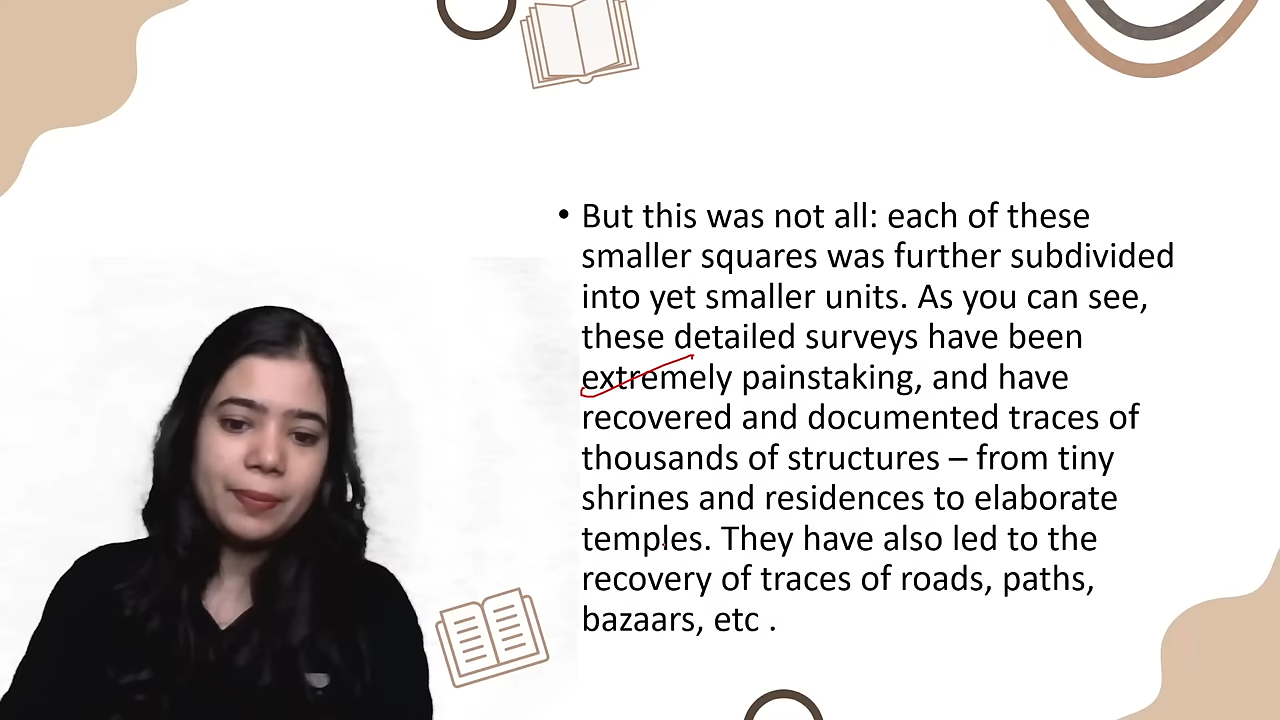 • But this was not all: each of these
smaller squares was further subdivided
into yet smaller units. As you can see,
these detailed surveys have been
extremely painstaking, and have
recovered and documented traces of
thousands of structures – from tiny
shrines and residences to elaborate
temples. They have also led to the
recovery of traces of roads, paths,
bazaars, etc .